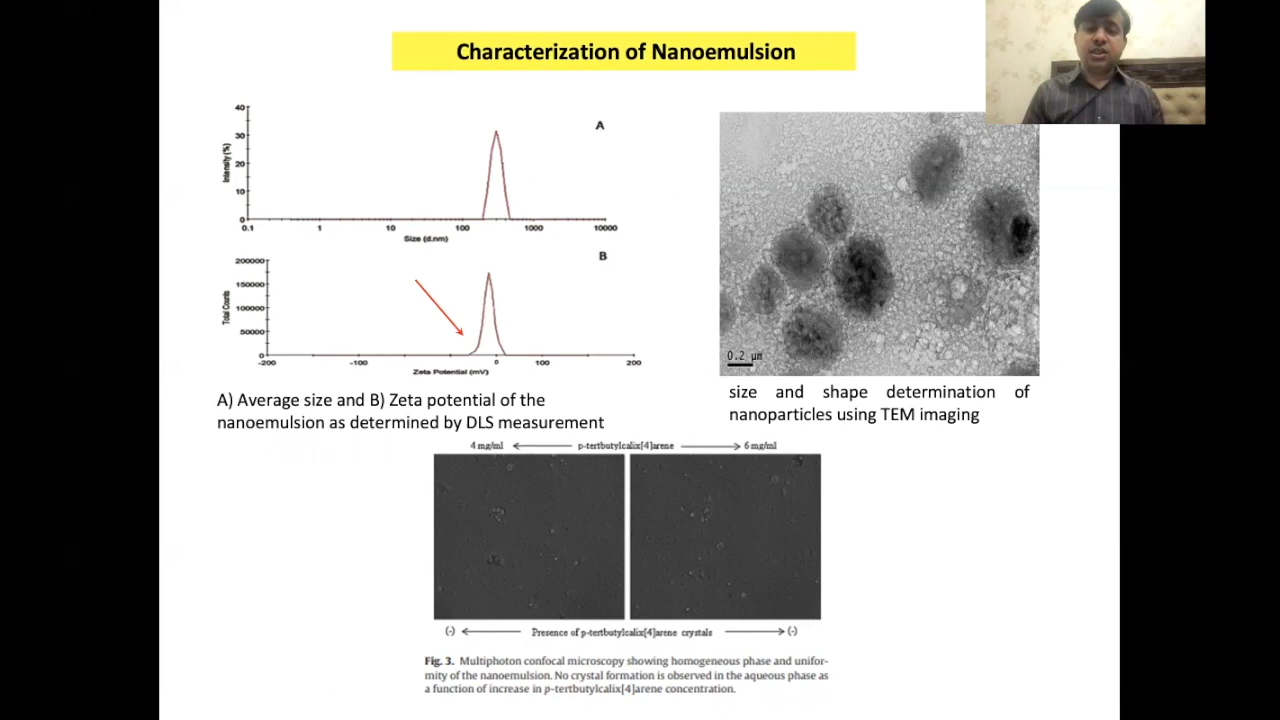 Characterization of Nanoemulsion
A
40
30
20
10
0
Intensity (%)
0.1
1
10
100
1000
10000
Size (d.nm)
B
200000
150000
100000
50000
0
Total Counts
-200
-100
0
100
200
Zeta Potential (mV)
A) Average size and B) Zeta potential of the
nanoemulsion as determined by DLS measurement
0.2 µm
size and shape determination of
nanoparticles using TEM imaging
4 mg/ml p-tertbutylcalix[4]arene 6 mg/ml
(-) Presence of p-tertbutylcalix[4]arene crystals (-)
Fig. 3. Multiphoton confocal microscopy showing homogeneous phase and unifor-
mity of the nanoemulsion. No crystal formation is observed in the aqueous phase as
a function of increase in p-tertbutylcalix[4]arene concentration.